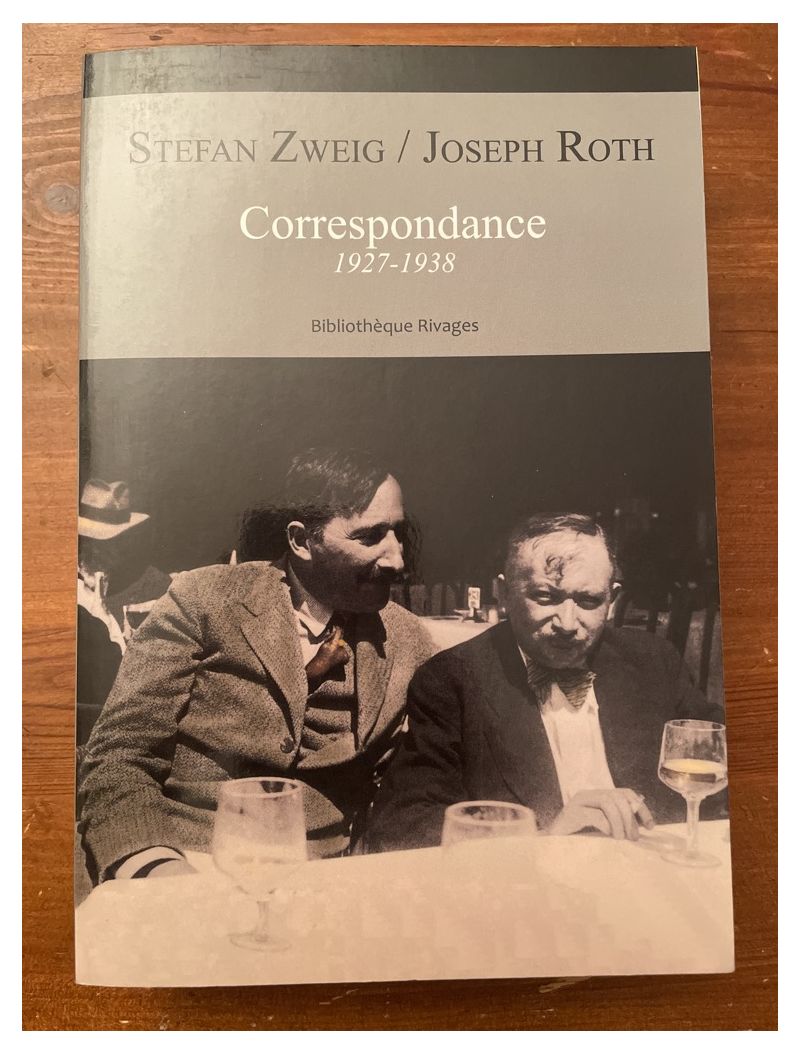 STEFAN ZWEIG / JOSEPH ROTH
Correspondance
1927-1938
Bibliothèque Rivages